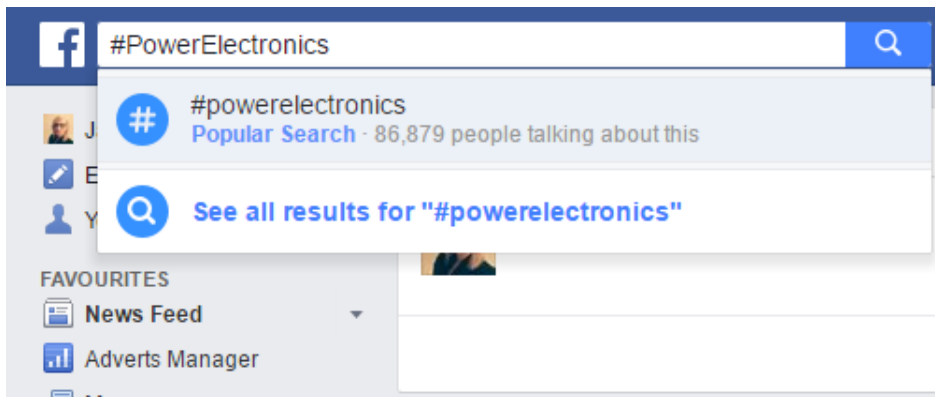 f
#PowerElectronics
#powerelectronics
Popular Search · 86,879 people talking about this
See all results for "#powerelectronics"
FAVOURITES
News Feed
Adverts Manager